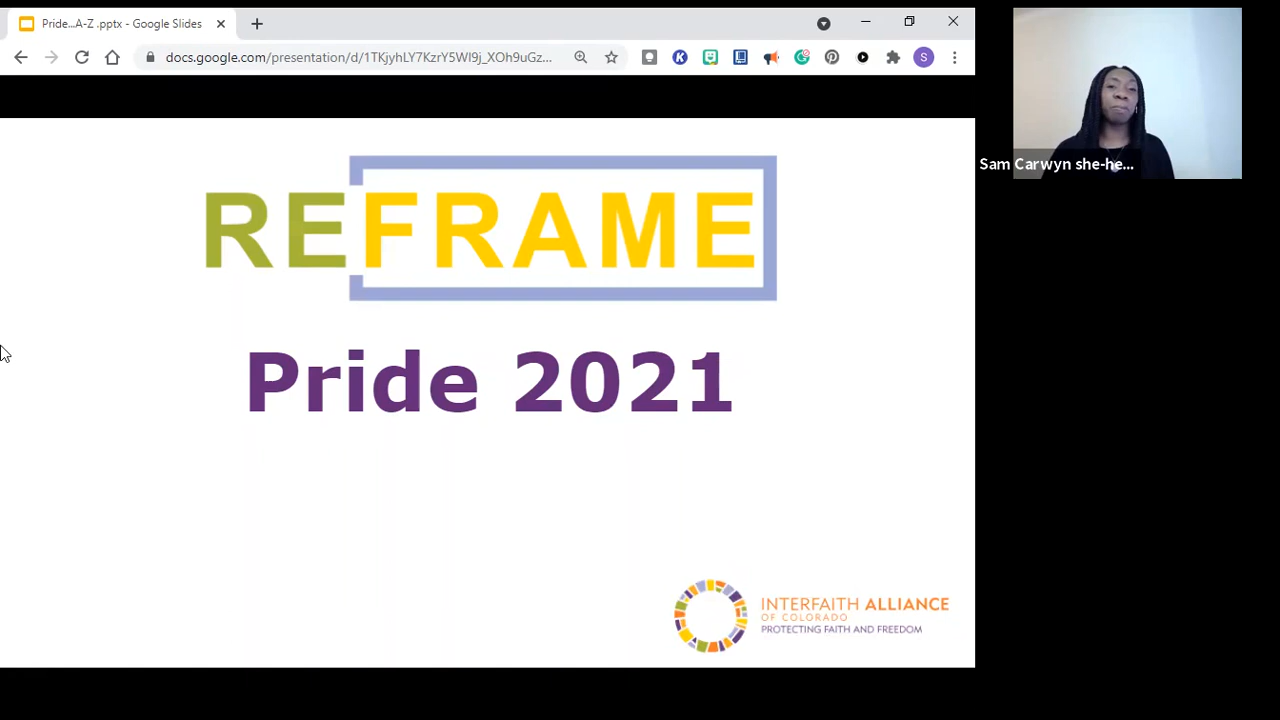 Pride...A-Z .pptx - Google Slides
docs.google.com/presentation/d/1TKjyhLY7KzrY5Wl9j_XOh9uGz...
S
REFRAME
Pride 2021
INTERFAITH ALLIANCE
OF COLORADO
PROTECTING FAITH AND FREEDOM
Sam Carwyn she-he...